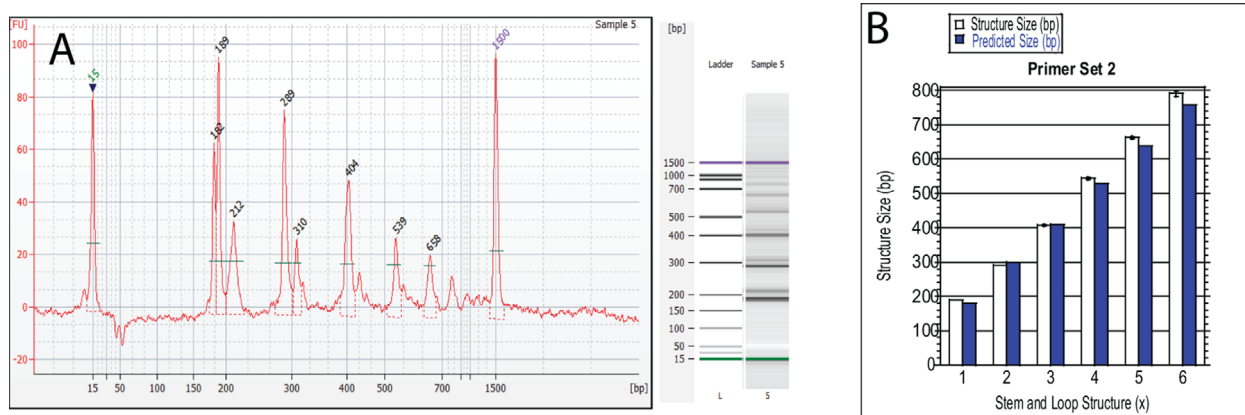 [FU]
A
Sample 5
100
80
60
40
20
0
-20
15
182
189
212
289
310
404
539
658
1500
15 50 100 150 200 300 400 500 700 1500 [bp]
[bp]
Ladder Sample 5
1500
1000
700
500
400
300
200
150
100
50
15
L 5
B
Structure Size (bp)
Predicted Size (bp)
Primer Set 2
Structure Size (bp)
800
700
600
500
400
300
200
100
0
1 2 3 4 5 6
Stem and Loop Structure (x)